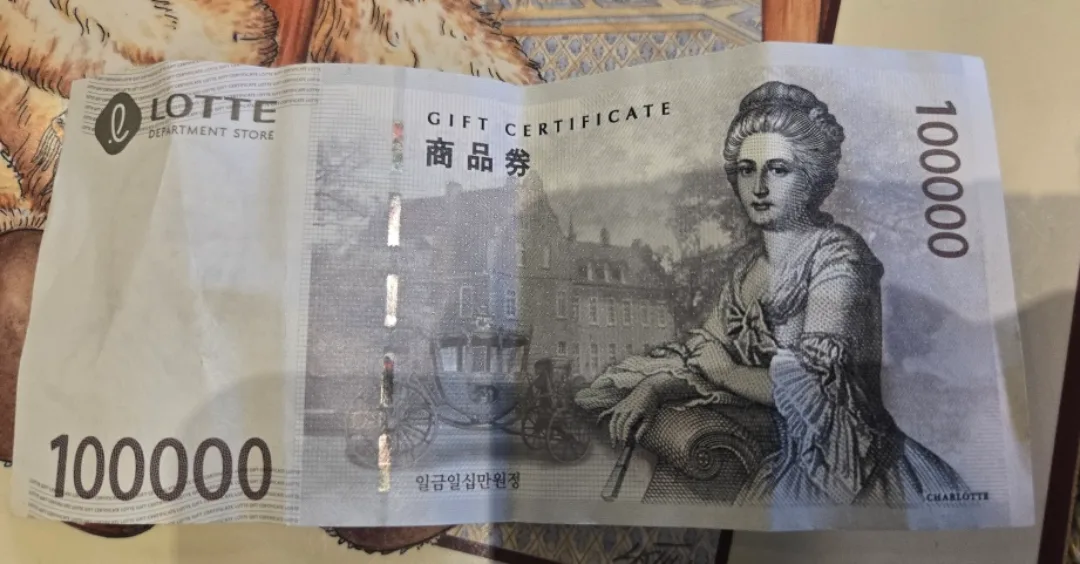 LOTTE
DEPARTMENT STORE
GIFT CERTIFICATE
商品券
100000
100000
일금일십만원정
CHARLOTTE